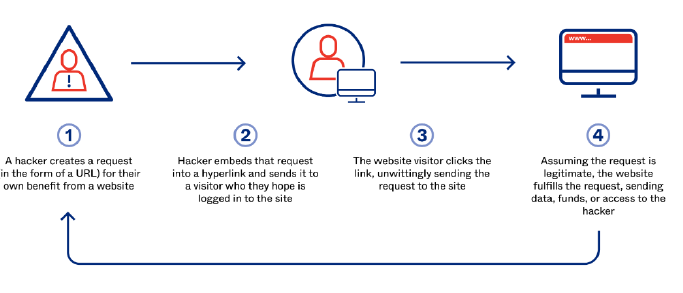 www...
!
1
A hacker creates a request
(in the form of a URL) for their
own benefit from a website
2
Hacker embeds that request
into a hyperlink and sends it to
a visitor who they hope is
logged in to the site
3
The website visitor clicks the
link, unwittingly sending the
request to the site
4
Assuming the request is
legitimate, the website
fulfills the request, sending
data, funds, or access to the
hacker